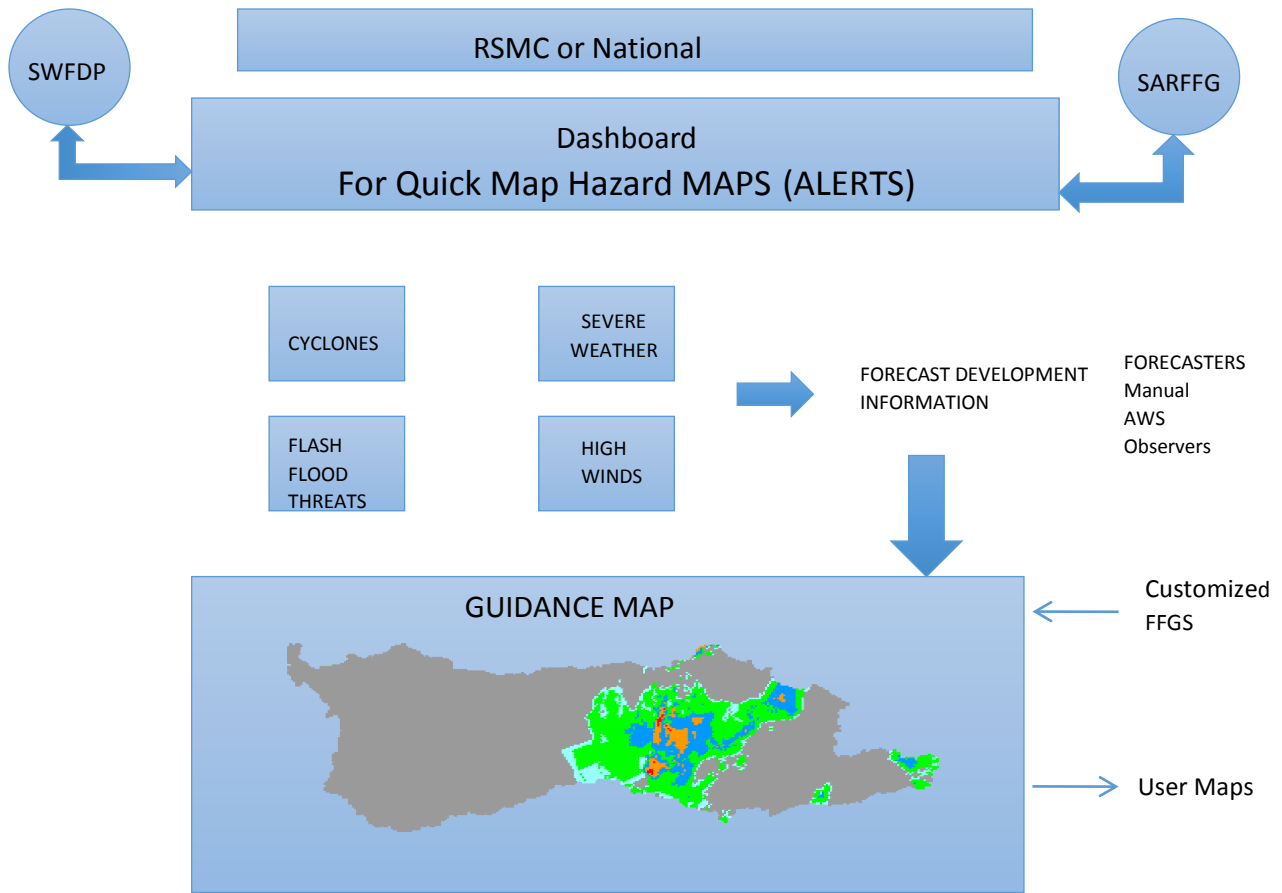 SWFDP
RSMC or National
SARFFG
Dashboard
For Quick Map Hazard MAPS (ALERTS)
CYCLONES
SEVERE
WEATHER
FLASH
FLOOD
THREATS
HIGH
WINDS
FORECAST DEVELOPMENT
INFORMATION
FORECASTERS
Manual
AWS
Observers
GUIDANCE MAP
Customized
FFGS
User Maps